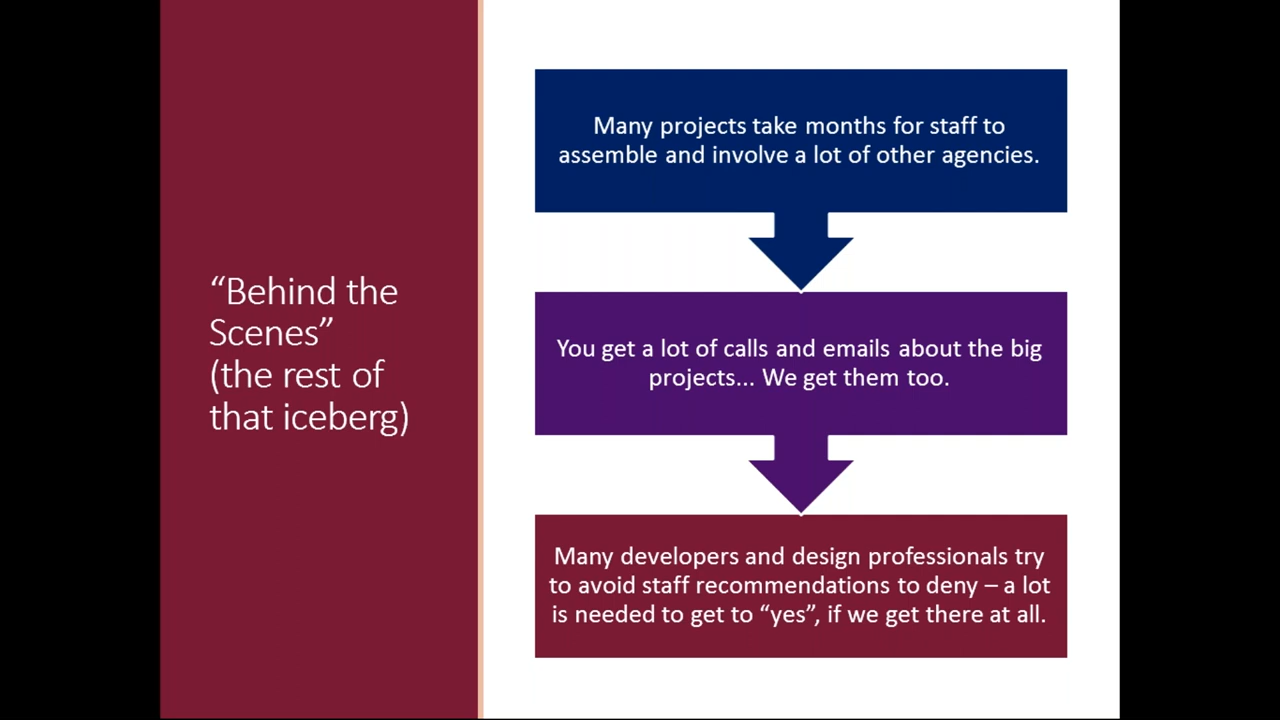 “Behind the
Scenes”
(the rest of
that iceberg)
Many projects take months for staff to
assemble and involve a lot of other agencies.
You get a lot of calls and emails about the big
projects... We get them too.
Many developers and design professionals try
to avoid staff recommendations to deny – a lot
is needed to get to “yes”, if we get there at all.